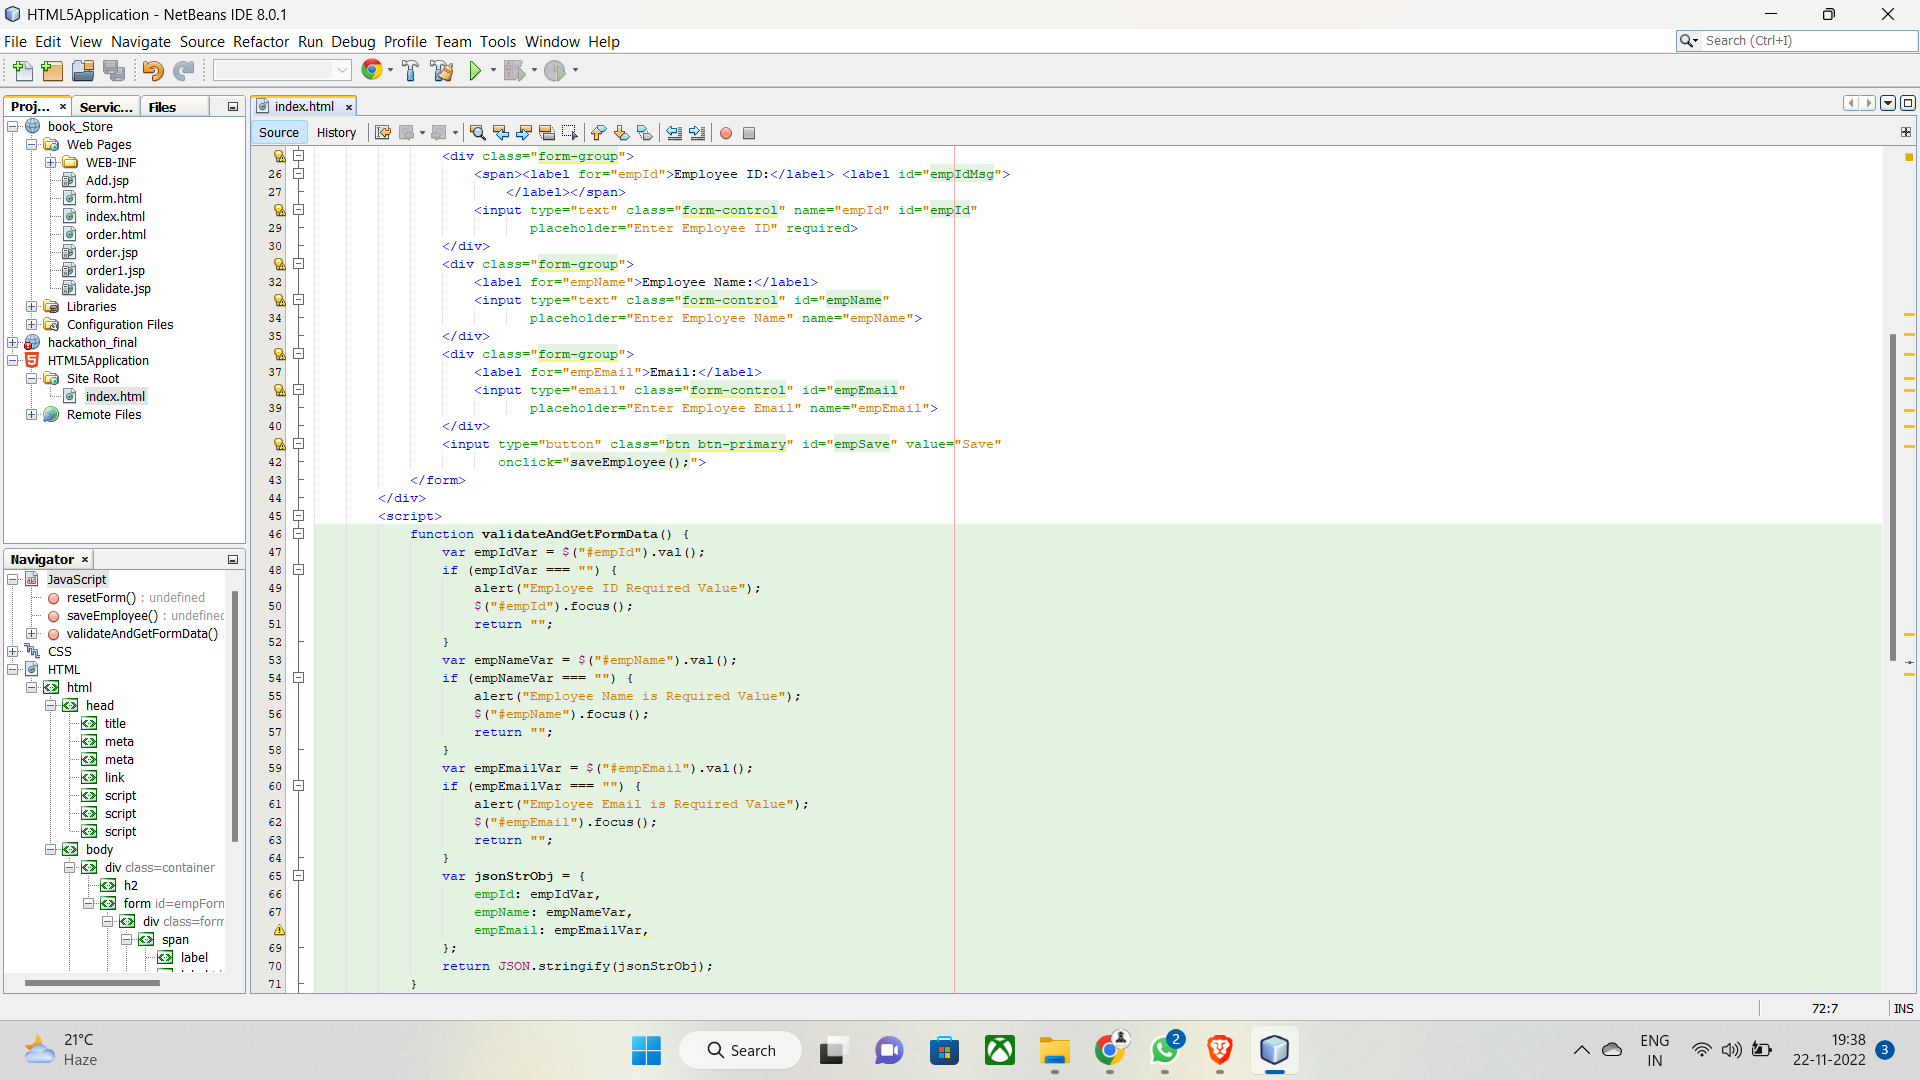 HTML5Application - NetBeans IDE 8.0.1
File Edit View Navigate Source Refactor Run Debug Profile Team Tools Window Help
Search (Ctrl+I)
Proj... × Servic... Files
index.html ×
Source History
book_Store
Web Pages
WEB-INF
Add.jsp
form.html
index.html
order.html
order.jsp
order1.jsp
validate.jsp
Libraries
Configuration Files
hackathon_final
HTML5Application
Site Root
index.html
Remote Files
Navigator ×
JavaScript
resetForm() : undefined
saveEmployee() : undefined
validateAndGetFormData()
CSS
HTML
html
head
title
meta
meta
link
script
script
script
body
div class=container
h2
form id=empForm
div class=form
span
label
<div class="form-group">
26 <span><label for="empId">Employee ID:</label> <label id="empIdMsg">
27 </label></span>
<input type="text" class="form-control" name="empId" id="empId"
29 placeholder="Enter Employee ID" required>
30 </div>
<div class="form-group">
32 <label for="empName">Employee Name:</label>
<input type="text" class="form-control" id="empName"
34 placeholder="Enter Employee Name" name="empName">
35 </div>
<div class="form-group">
37 <label for="empEmail">Email:</label>
<input type="email" class="form-control" id="empEmail"
39 placeholder="Enter Employee Email" name="empEmail">
40 </div>
<input type="button" class="btn btn-primary" id="empSave" value="Save"
42 onclick="saveEmployee();">
43 </form>
44 </div>
45 <script>
46 function validateAndGetFormData() {
47 var empIdVar = $("#empId").val();
48 if (empIdVar === "") {
49 alert("Employee ID Required Value");
50 $("#empId").focus();
51 return "";
52 }
53 var empNameVar = $("#empName").val();
54 if (empNameVar === "") {
55 alert("Employee Name is Required Value");
56 $("#empName").focus();
57 return "";
58 }
59 var empEmailVar = $("#empEmail").val();
60 if (empEmailVar === "") {
61 alert("Employee Email is Required Value");
62 $("#empEmail").focus();
63 return "";
64 }
65 var jsonStrObj = {
66 empId: empIdVar,
67 empName: empNameVar,
empEmail: empEmailVar,
69 };
70 return JSON.stringify(jsonStrObj);
71 }
72:7 INS
21°C
Haze
Search
2
ENG
IN
19:38
22-11-2022
3